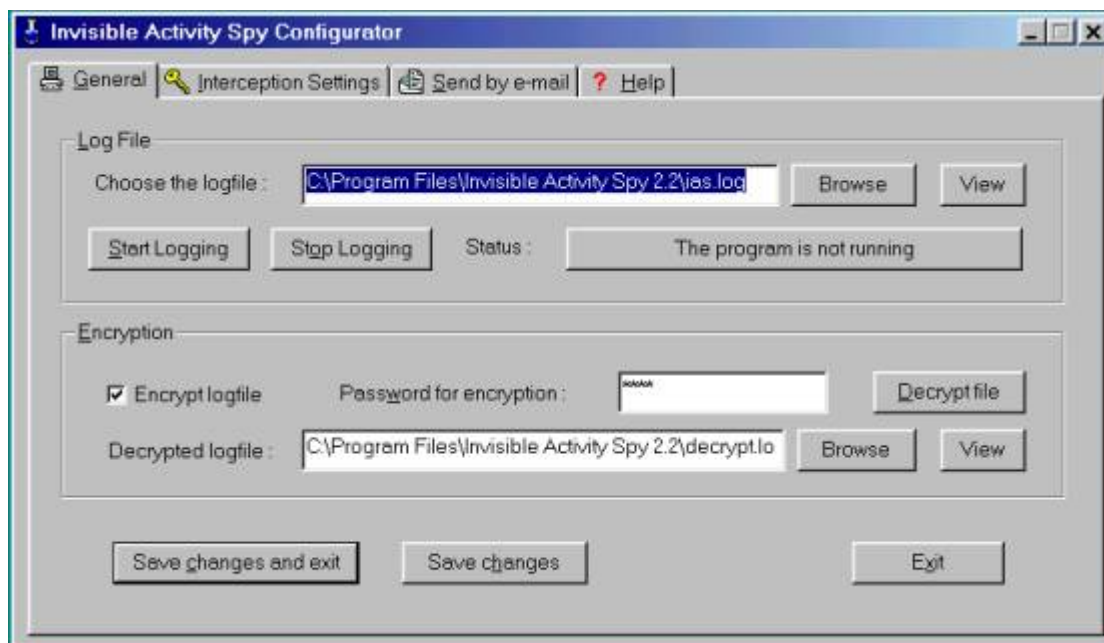 Invisible Activity Spy Configurator
General Interception Settings Send by e-mail ? Help
Log File
Choose the logfile : C:\Program Files\Invisible Activity Spy 2.2\ias.log Browse View
Start Logging Stop Logging Status : The program is not running
Encryption
Encrypt logfile Password for encryption : **** Decrypt file
Decrypted logfile : C:\Program Files\Invisible Activity Spy 2.2\decrypt.lo Browse View
Save changes and exit Save changes Exit